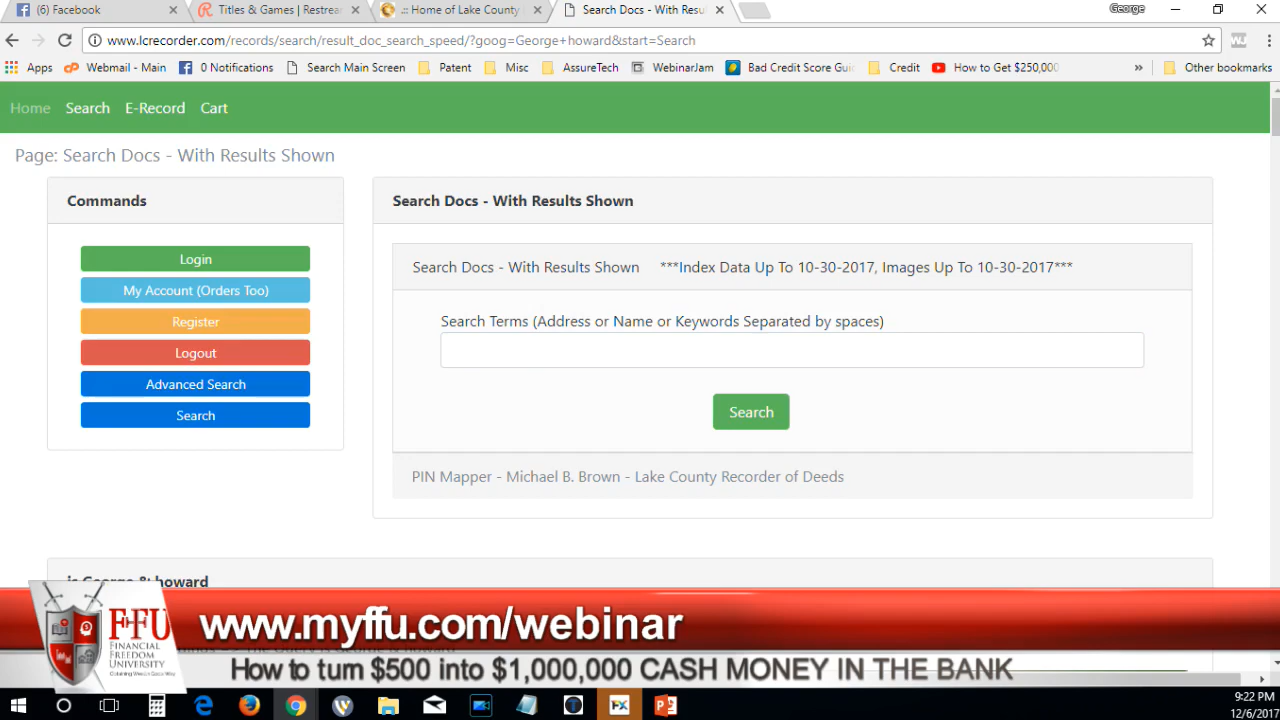 (6) Facebook
Titles & Games | Restrea
.:: Home of Lake County
Search Docs - With Resu
George
www.lcrecorder.com/records/search/result_doc_search_speed/?goog=George+howard&start=Search
Apps
Webmail - Main
0 Notifications
Search Main Screen
Patent
Misc
AssureTech
WebinarJam
Bad Credit Score Gui
Credit
How to Get $250,000
»
Other bookmarks
Home
Search
E-Record
Cart
Page: Search Docs - With Results Shown
Commands
Login
My Account (Orders Too)
Register
Logout
Advanced Search
Search
Search Docs - With Results Shown
Search Docs - With Results Shown ***Index Data Up To 10-30-2017, Images Up To 10-30-2017***
Search Terms (Address or Name or Keywords Separated by spaces)
Search
PIN Mapper - Michael B. Brown - Lake County Recorder of Deeds
is George & howard
FFU
FINANCIAL
FREEDOM
UNIVERSITY
www.myffu.com/webinar
How to turn $500 into $1,000,000 CASH MONEY IN THE BANK
9:22 PM
12/6/2017